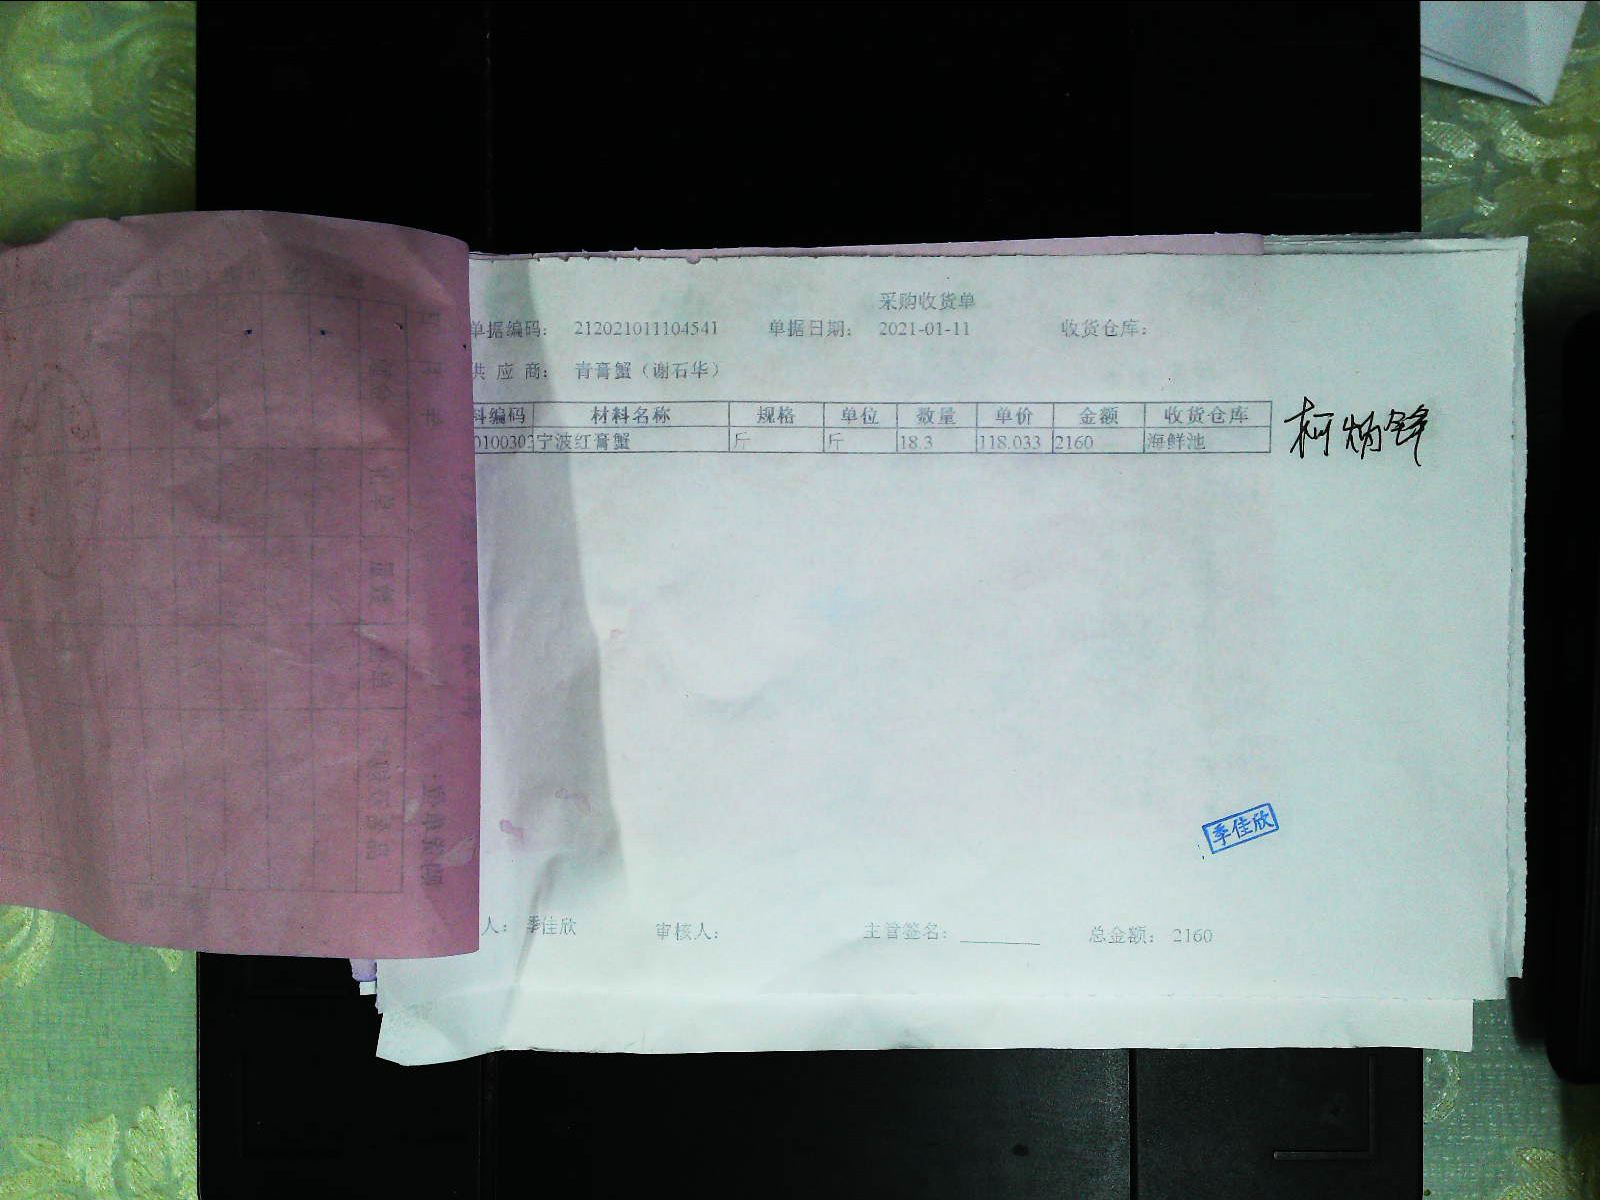 采购收货单
单据编码： 212021011104541 单据日期： 2021-01-11 收货仓库：
供 应 商： 青膏蟹（谢石华）
料编码 材料名称 规格 单位 数量 单价 金额 收货仓库
0100303 宁波红膏蟹 斤 斤 18.3 118.033 2160 海鲜池
柯炳锋
季佳欣
人： 季佳欣 审核人： 主管签名： ________ 总金额： 2160